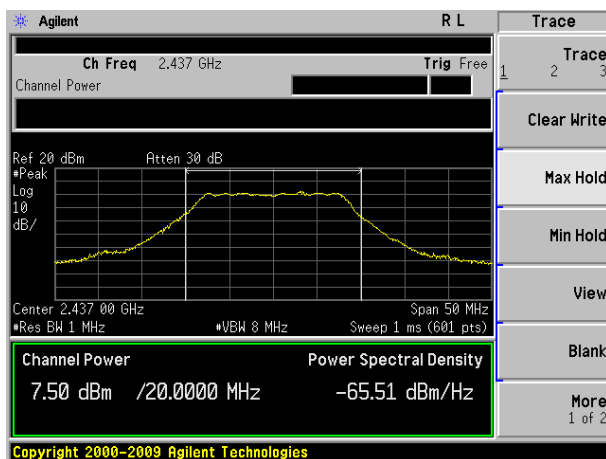 Agilent R L Trace
Ch Freq 2.437 GHz Trig Free
Channel Power
Trace
1 2 3
Clear Write
Max Hold
Min Hold
View
Blank
More
1 of 2
Ref 20 dBm Atten 30 dB
#Peak
Log
10
dB/
Center 2.437 00 GHz Span 50 MHz
#Res BW 1 MHz #VBW 8 MHz Sweep 1 ms (601 pts)
Channel Power Power Spectral Density
7.50 dBm /20.0000 MHz -65.51 dBm/Hz
Copyright 2000-2009 Agilent Technologies